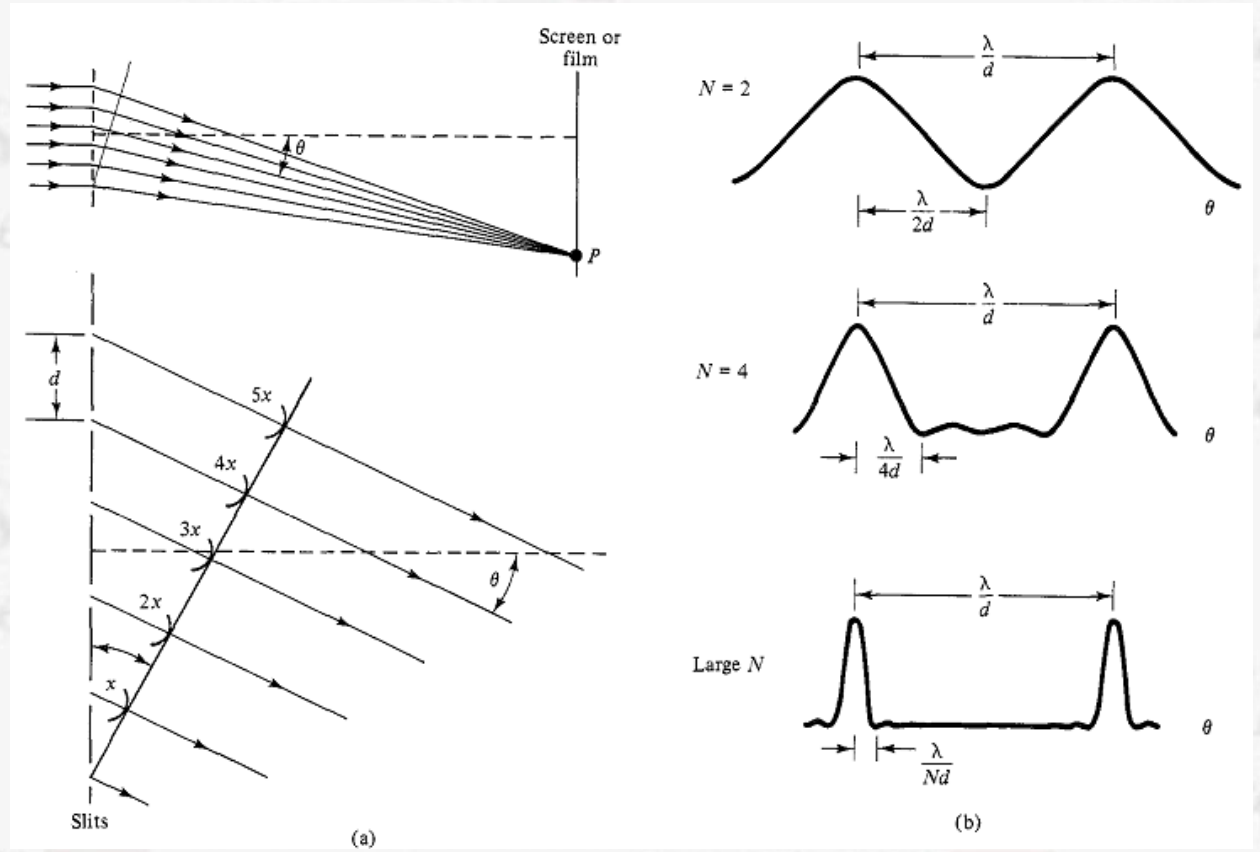 Screen or
film
θ
P
d
5x
4x
3x
2x
x
θ
Slits
(a)
N = 2
λ
d
λ
2d
θ
N = 4
λ
d
λ
4d
θ
Large N
λ
d
λ
Nd
θ
(b)